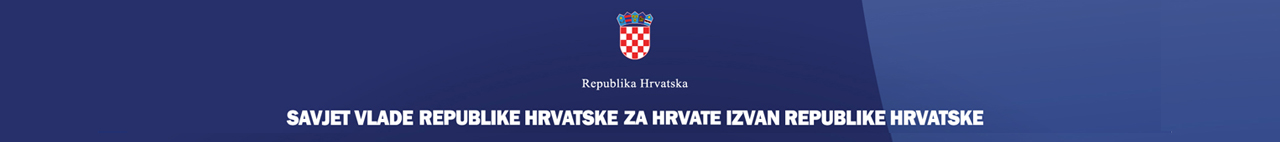 Republika Hrvatska
SAVJET VLADE REPUBLIKE HRVATSKE ZA HRVATE IZVAN REPUBLIKE HRVATSKE